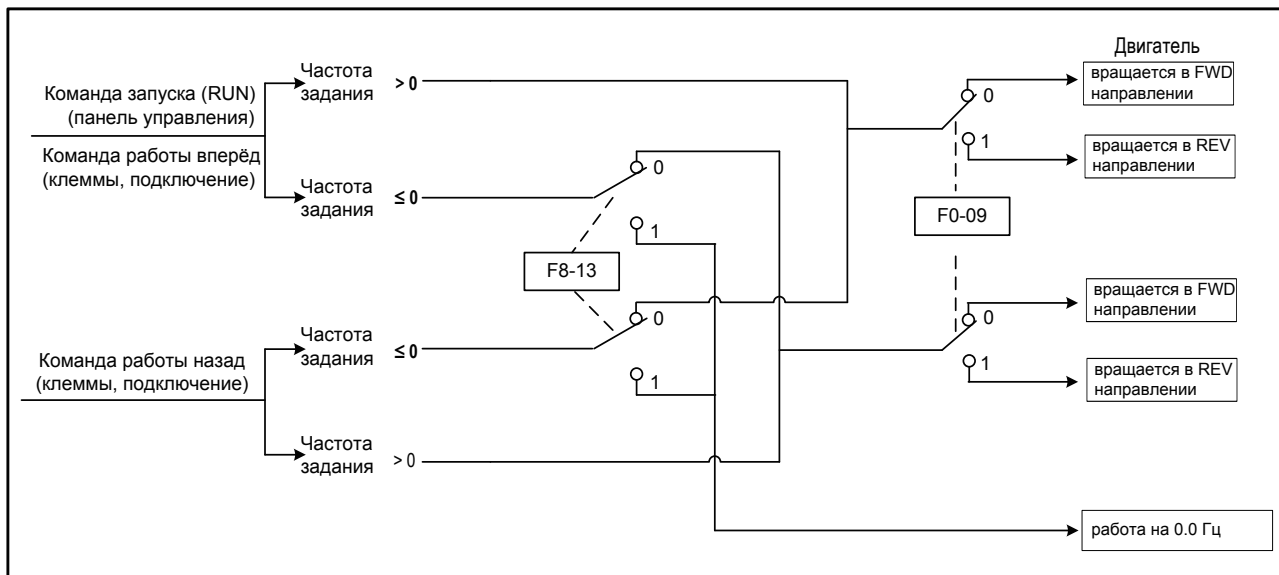 Двигатель
Команда запуска (RUN)
(панель управления)
Команда работы вперёд
(клеммы, подключение)
Частота
задания
> 0
Частота
задания
≤ 0
0
1
F8-13
0
1
вращается в FWD
направлении
0
1
вращается в REV
направлении
F0-09
Команда работы назад
(клеммы, подключение)
Частота
задания
≤ 0
Частота
задания
> 0
0
1
вращается в FWD
направлении
вращается в REV
направлении
работа на 0.0 Гц